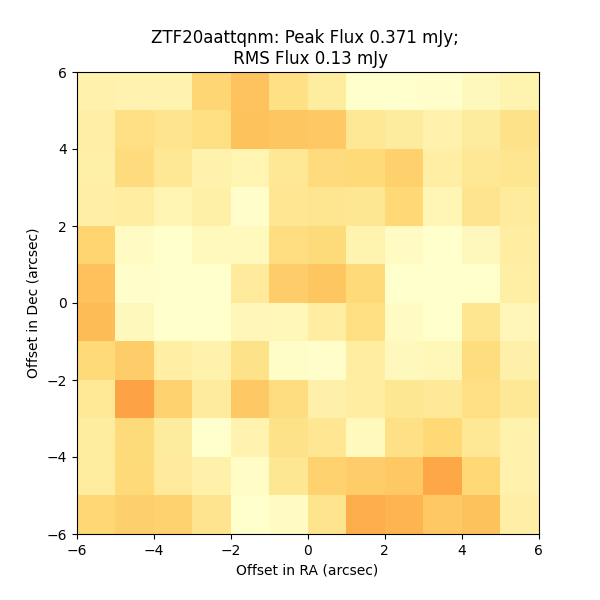 ZTF20aattqnm: Peak Flux 0.371 mJy;
RMS Flux 0.13 mJy
6
4
2
0
−2
−4
−6
Offset in Dec (arcsec)
−6 −4 −2 0 2 4 6
Offset in RA (arcsec)